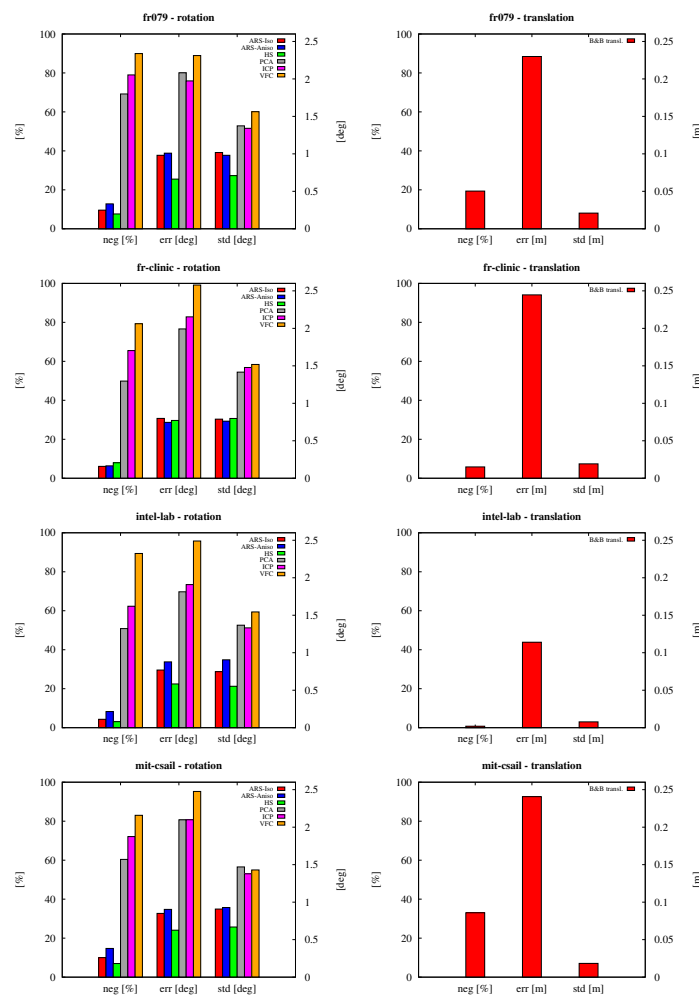 fr079 - rotation
100
80
60
40
20
0
[%]
neg [%] err [deg] std [deg]
2.5
2
1.5
1
0.5
0
[deg]
ARS-Iso
ARS-Aniso
HS
PCA
ICP
VFC
fr079 - translation
100
80
60
40
20
0
[%]
neg [%] err [m] std [m]
0.25
0.2
0.15
0.1
0.05
0
[m]
B&B transl.
fr-clinic - rotation
100
80
60
40
20
0
[%]
neg [%] err [deg] std [deg]
2.5
2
1.5
1
0.5
0
[deg]
ARS-Iso
ARS-Aniso
HS
PCA
ICP
VFC
fr-clinic - translation
100
80
60
40
20
0
[%]
neg [%] err [m] std [m]
0.25
0.2
0.15
0.1
0.05
0
[m]
B&B transl.
intel-lab - rotation
100
80
60
40
20
0
[%]
neg [%] err [deg] std [deg]
2.5
2
1.5
1
0.5
0
[deg]
ARS-Iso
ARS-Aniso
HS
PCA
ICP
VFC
intel-lab - translation
100
80
60
40
20
0
[%]
neg [%] err [m] std [m]
0.25
0.2
0.15
0.1
0.05
0
[m]
B&B transl.
mit-csail - rotation
100
80
60
40
20
0
[%]
neg [%] err [deg] std [deg]
2.5
2
1.5
1
0.5
0
[deg]
ARS-Iso
ARS-Aniso
HS
PCA
ICP
VFC
mit-csail - translation
100
80
60
40
20
0
[%]
neg [%] err [m] std [m]
0.25
0.2
0.15
0.1
0.05
0
[m]
B&B transl.